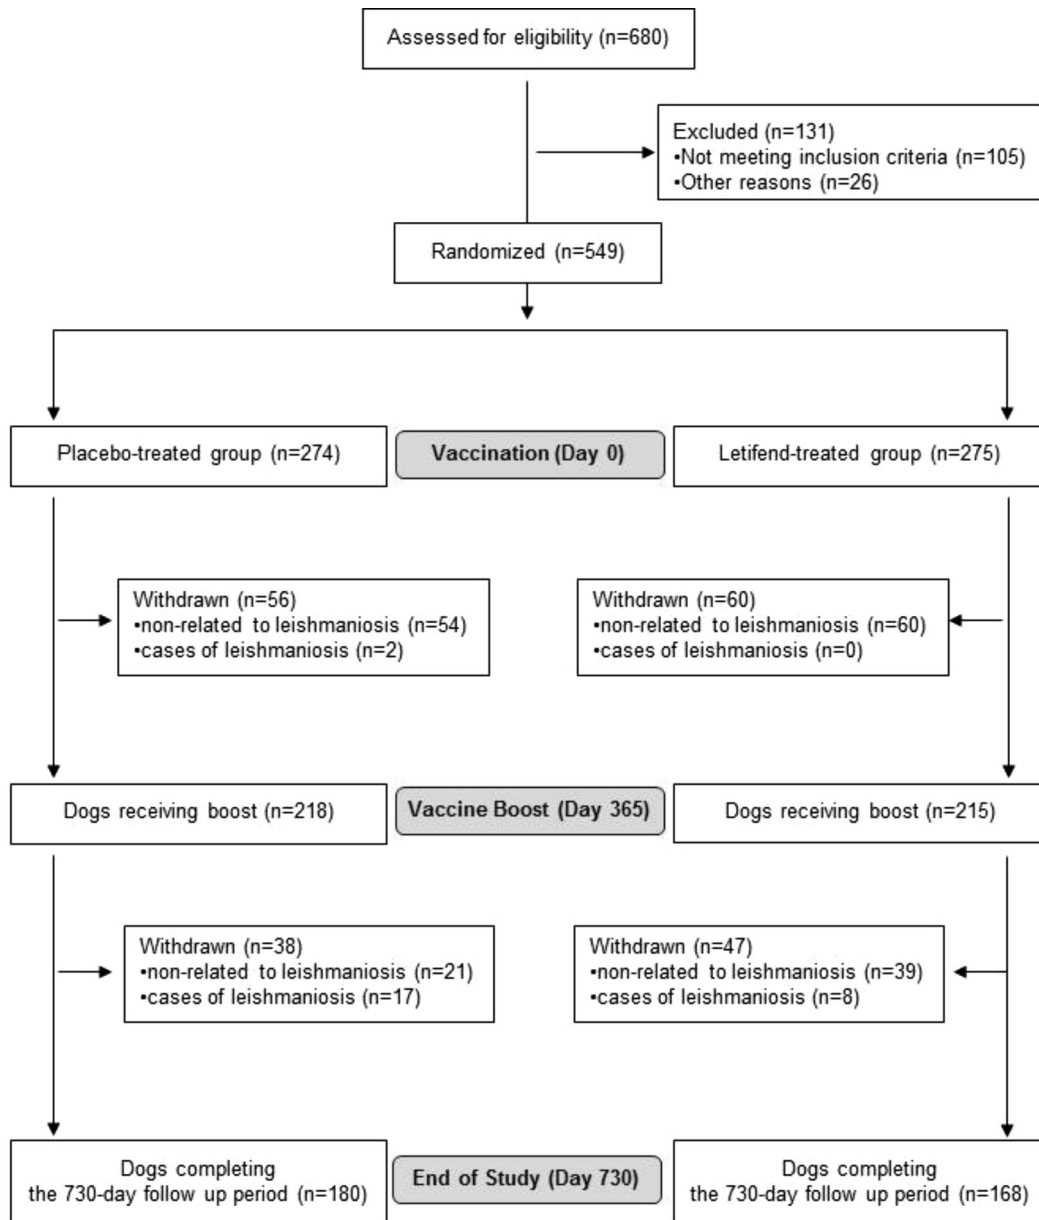 Assessed for eligibility (n=680)
Excluded (n=131)
•Not meeting inclusion criteria (n=105)
•Other reasons (n=26)
Randomized (n=549)
Placebo-treated group (n=274)
Vaccination (Day 0)
Letifend-treated group (n=275)
Withdrawn (n=56)
•non-related to leishmaniosis (n=54)
•cases of leishmaniosis (n=2)
Withdrawn (n=60)
•non-related to leishmaniosis (n=60)
•cases of leishmaniosis (n=0)
Dogs receiving boost (n=218)
Vaccine Boost (Day 365)
Dogs receiving boost (n=215)
Withdrawn (n=38)
•non-related to leishmaniosis (n=21)
•cases of leishmaniosis (n=17)
Withdrawn (n=47)
•non-related to leishmaniosis (n=39)
•cases of leishmaniosis (n=8)
Dogs completing
the 730-day follow up period (n=180)
End of Study (Day 730)
Dogs completing
the 730-day follow up period (n=168)